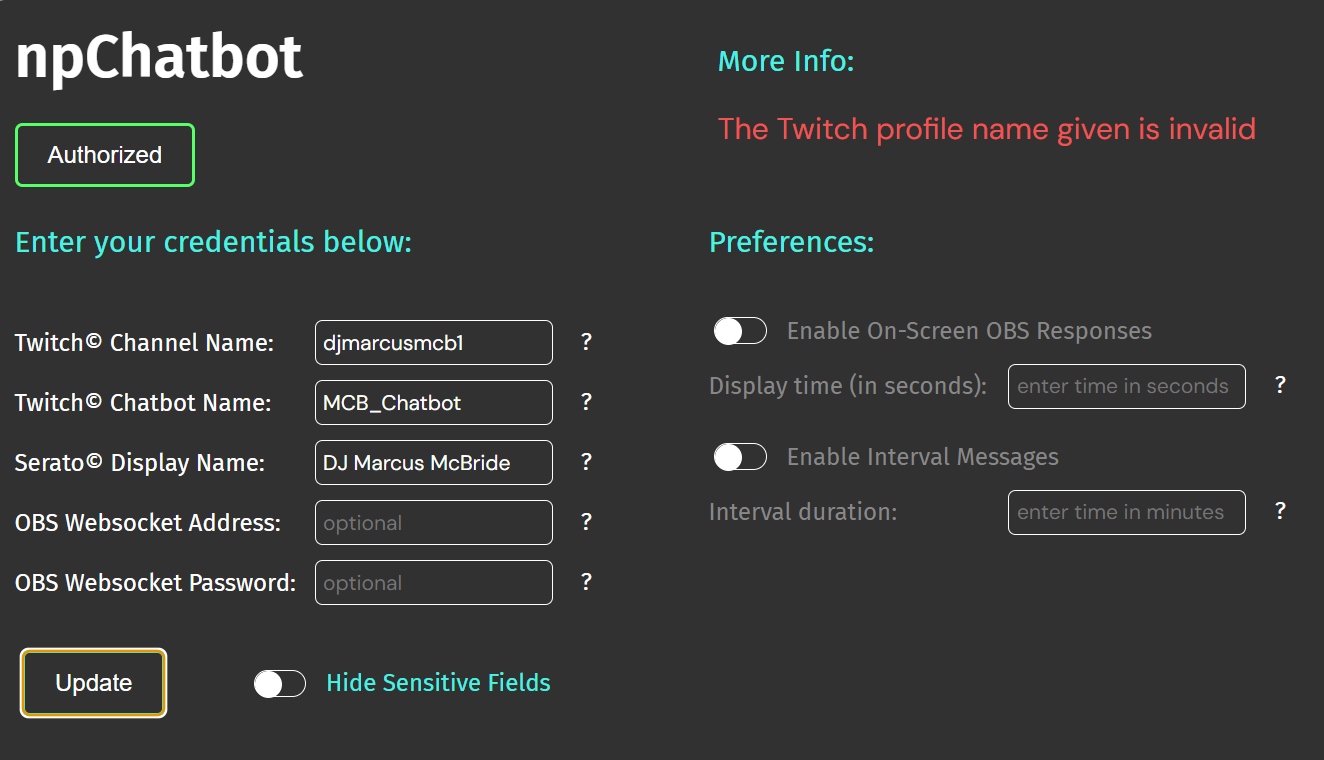 npChatbot
Authorized
More Info:
The Twitch profile name given is invalid
Enter your credentials below:
Twitch© Channel Name: djmarcusmcb1 ?
Twitch© Chatbot Name: MCB_Chatbot ?
Serato© Display Name: DJ Marcus McBride ?
OBS Websocket Address: optional ?
OBS Websocket Password: optional ?
Update
Hide Sensitive Fields
Preferences:
Enable On-Screen OBS Responses
Display time (in seconds): enter time in seconds ?
Enable Interval Messages
Interval duration: enter time in minutes ?